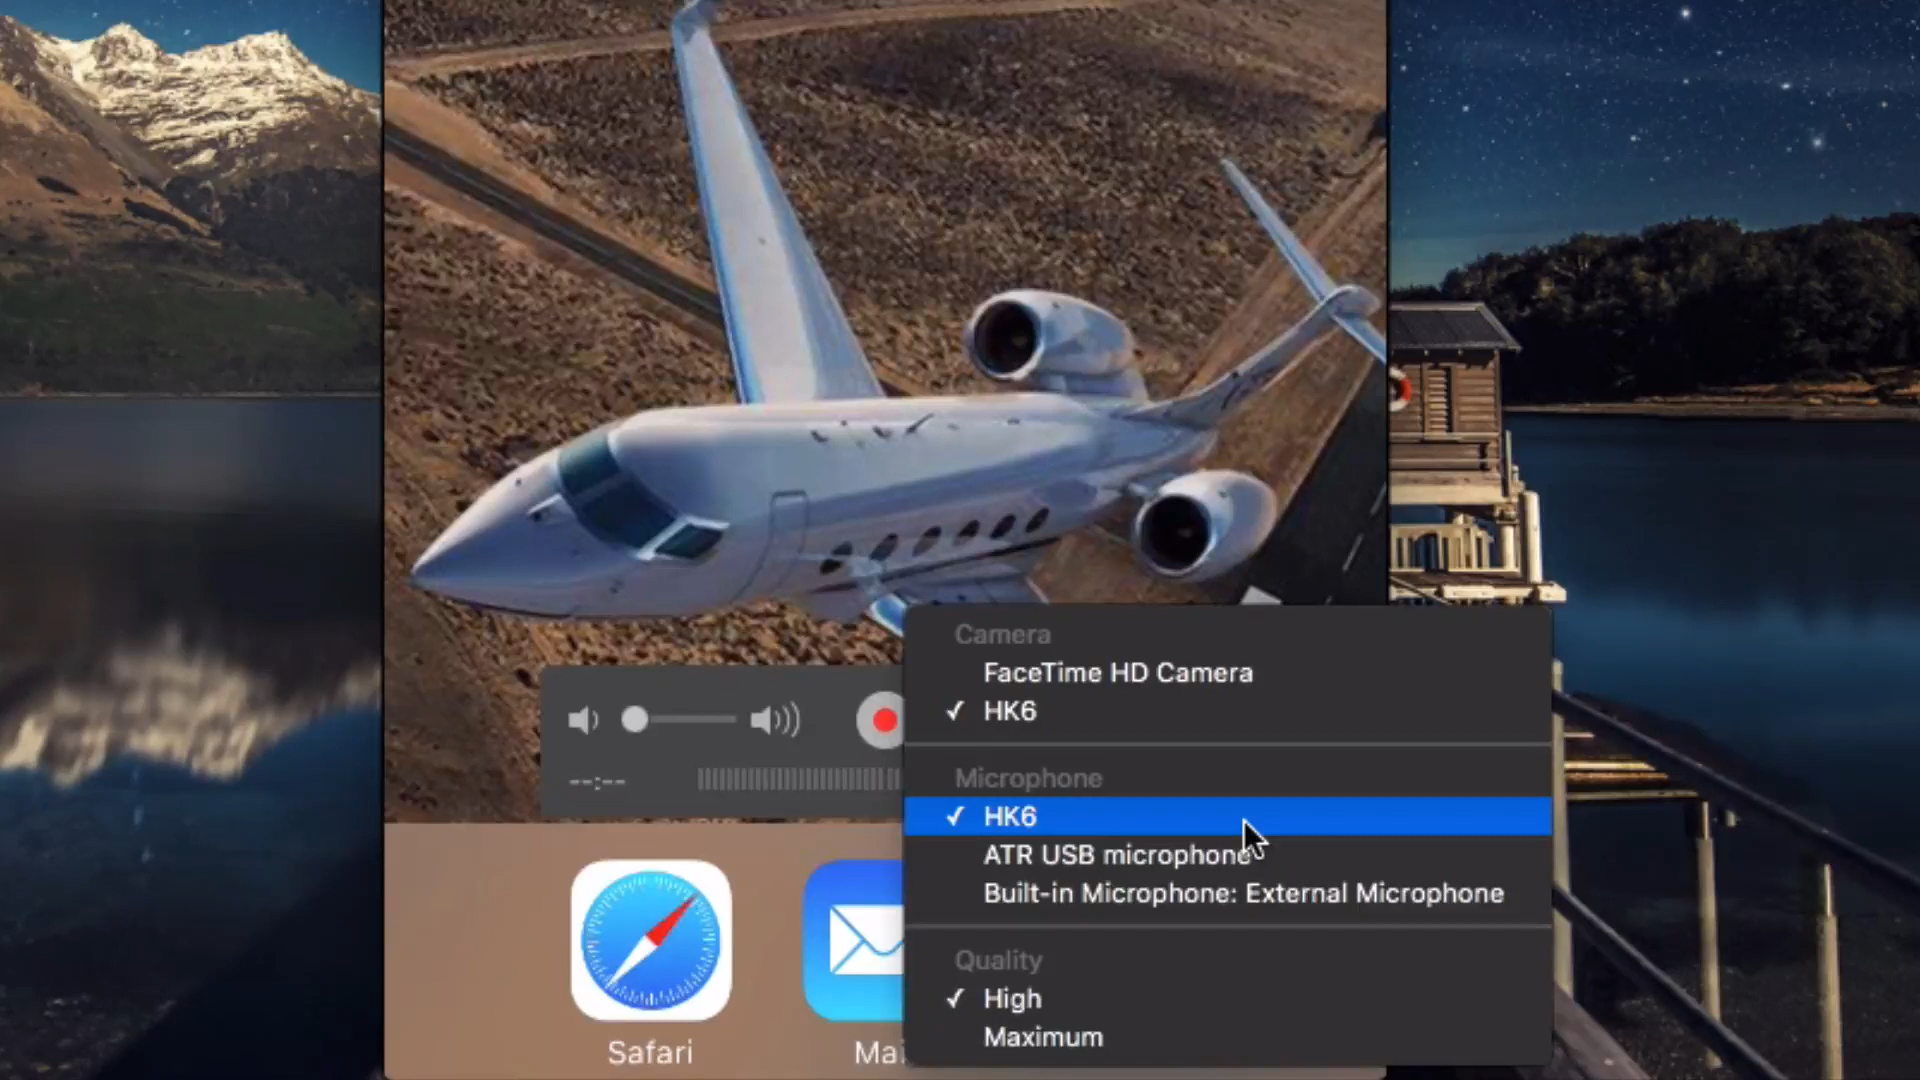 Camera
FaceTime HD Camera
✓ HK6
Microphone
✓ HK6
ATR USB microphone
Built-in Microphone: External Microphone
Quality
✓ High
Maximum
--:--
Safari
Mai